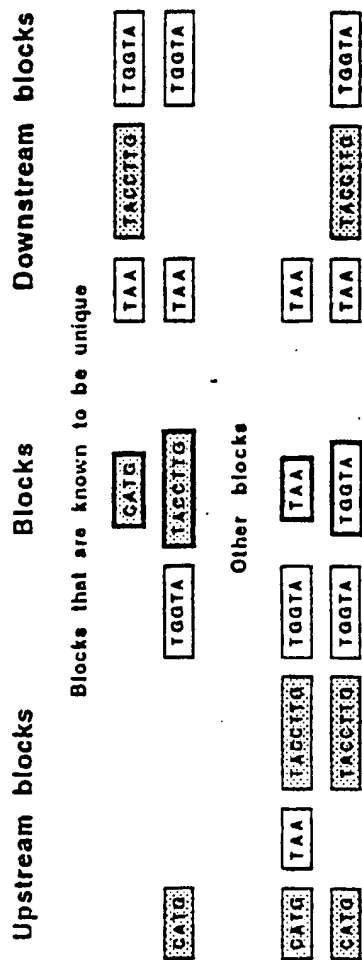 Upstream blocks Blocks Downstream blocks
Blocks that are known to be unique
CATG TAA TACCTTG TGGTA
CATG TGGTA TACCTTG TAA TGGTA
Other blocks
CATG TAA TACCTTG TGGTA TAA TAA
CATG TACCTTG TGGTA TGGTA TAA TACCTTG TGGTA